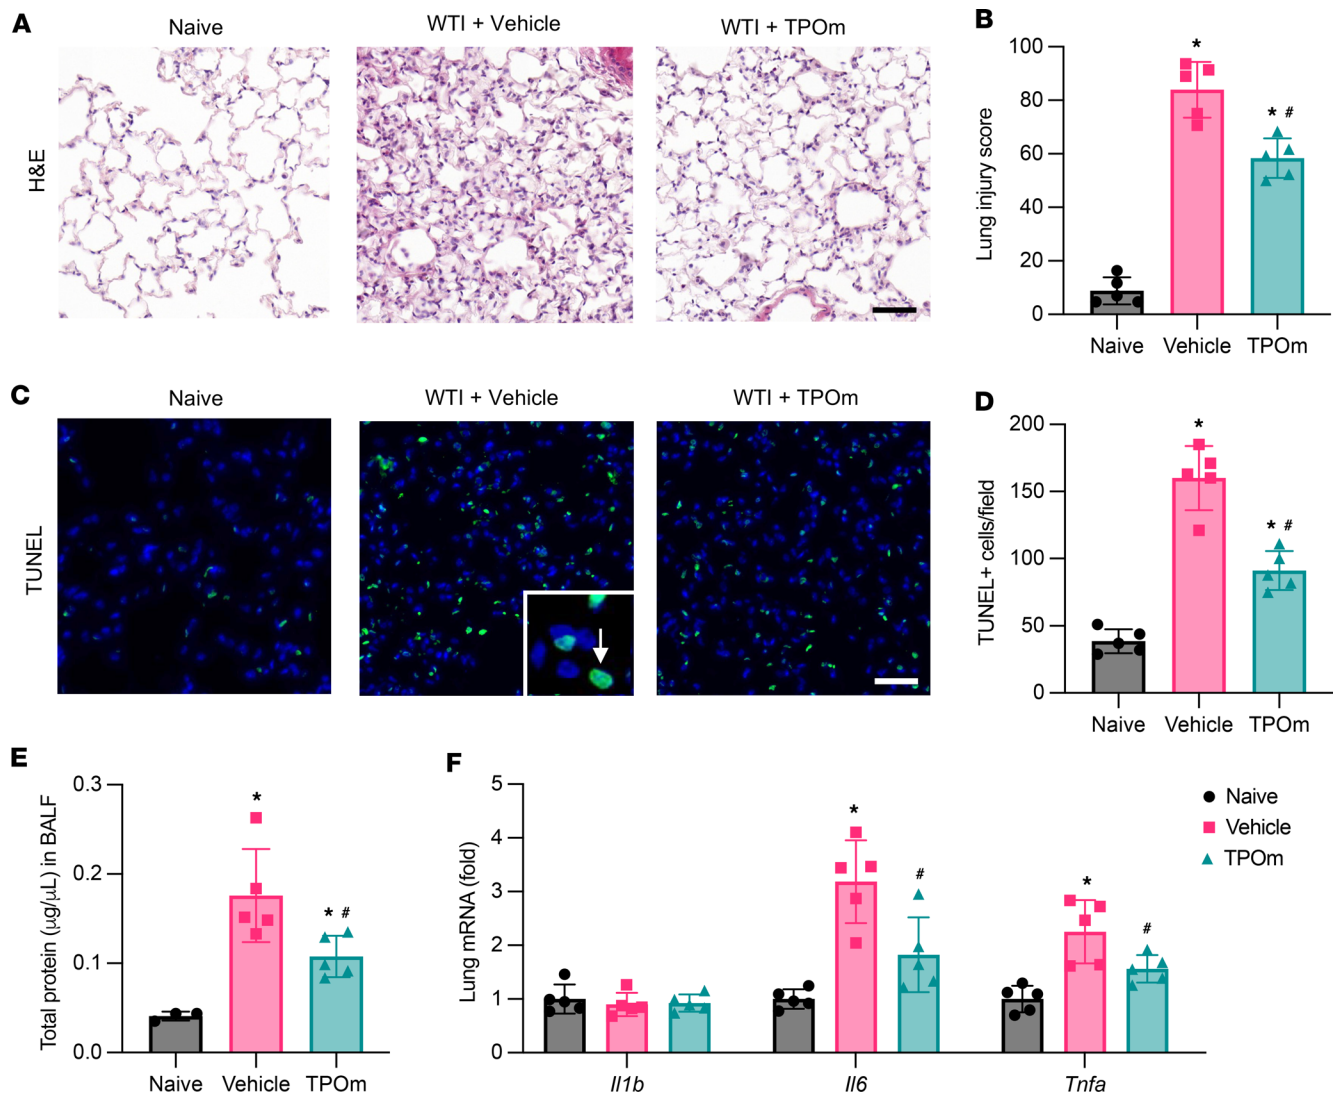 A
Naive
WTI + Vehicle
WTI + TPOm
H&E
B
Lung injury score
100
80
60
40
20
0
*
* #
Naive
Vehicle
TPOm
C
Naive
WTI + Vehicle
WTI + TPOm
TUNEL
D
TUNEL+ cells/field
200
150
100
50
0
*
* #
Naive
Vehicle
TPOm
E
Total protein (μg/μL) in BALF
0.3
0.2
0.1
0.0
*
* #
Naive
Vehicle
TPOm
F
Lung mRNA (fold)
5
4
3
2
1
0
*
#
*
#
Il1b
Il6
Tnfa
Naive
Vehicle
TPOm